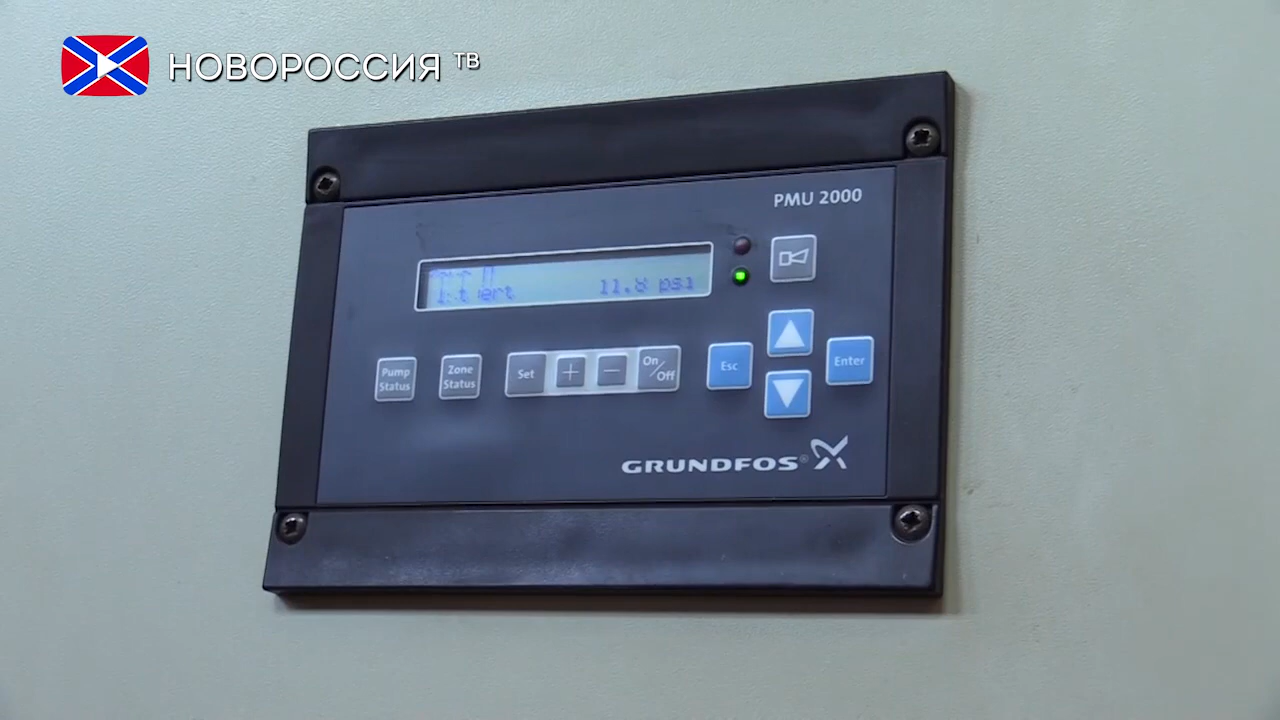 НОВОРОССИЯ ТВ
PMU 2000
11.8 psi
Pump Status
Zone Status
Set
+
−
On/Off
Esc
Enter
GRUNDFOS®